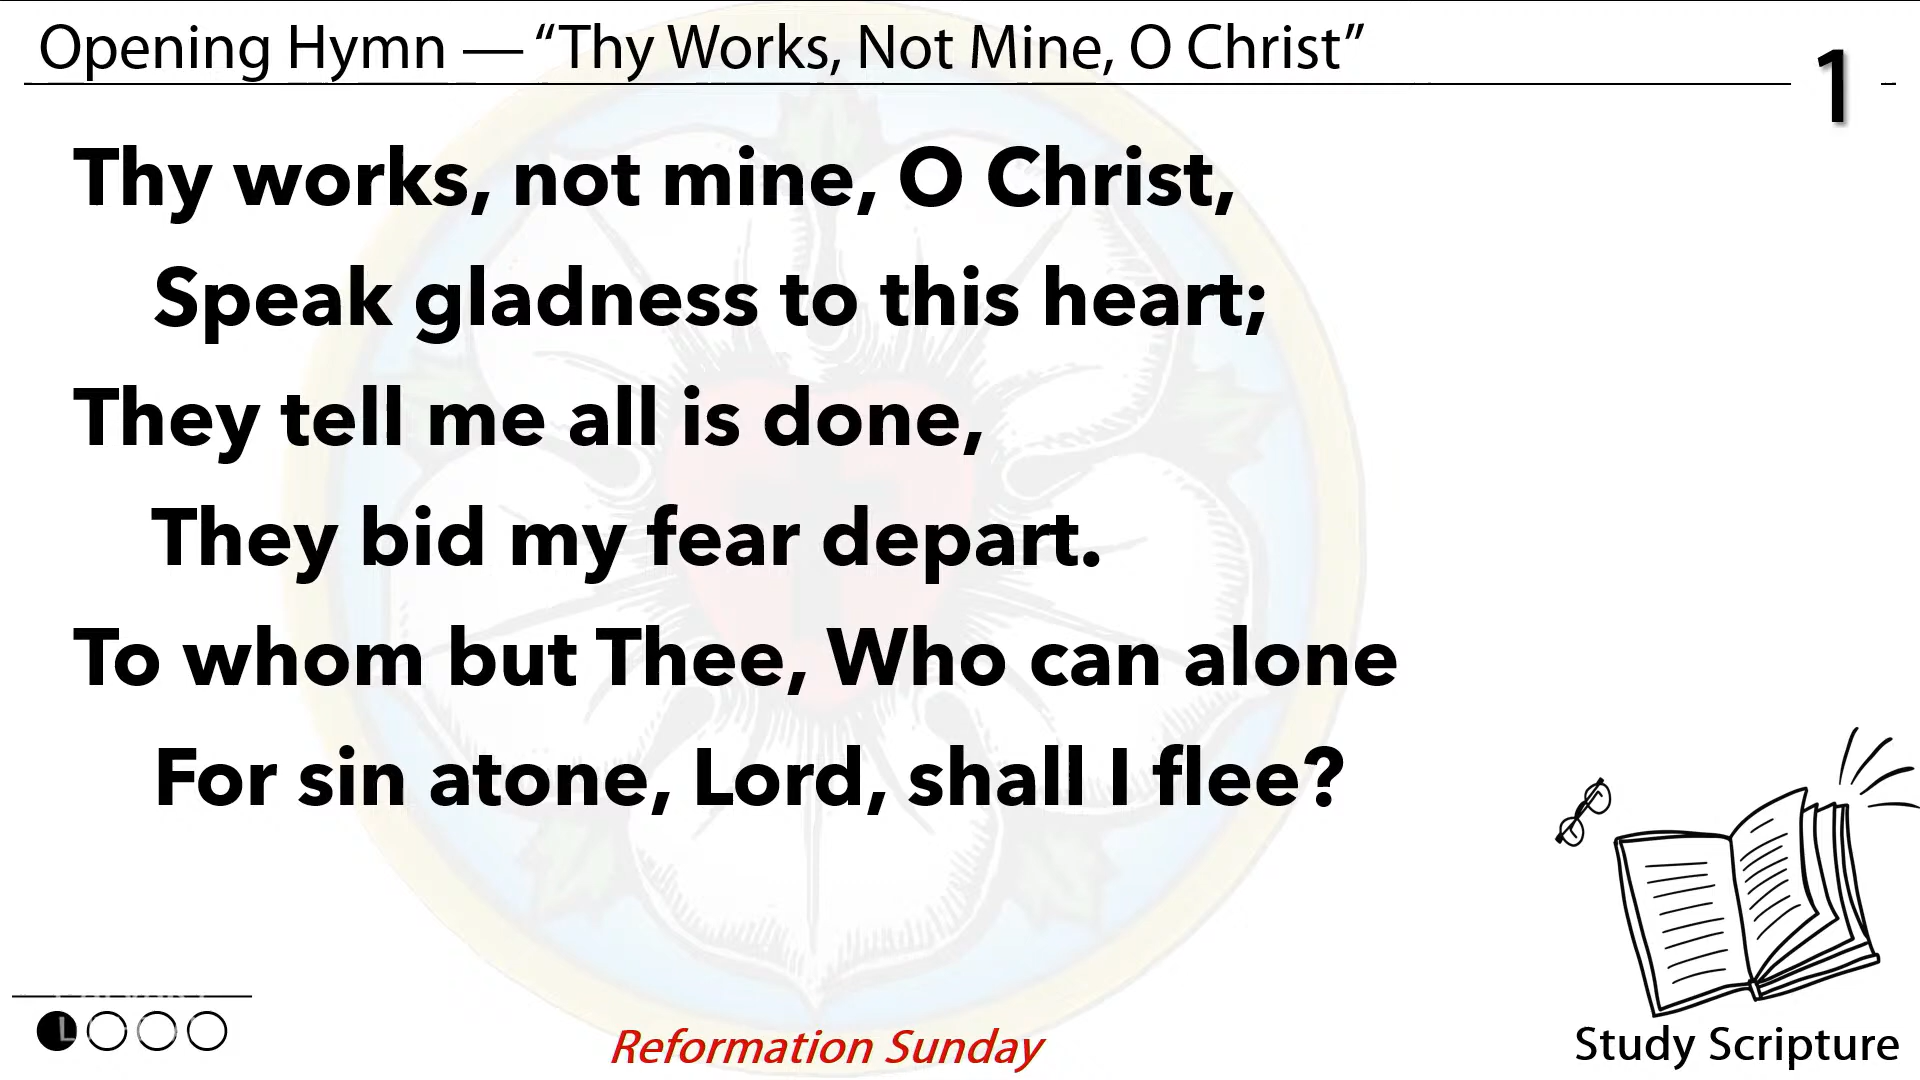 Opening Hymn — “Thy Works, Not Mine, O Christ”
1
Thy works, not mine, O Christ,
Speak gladness to this heart;
They tell me all is done,
They bid my fear depart.
To whom but Thee, Who can alone
For sin atone, Lord, shall I flee?
Reformation Sunday
Study Scripture